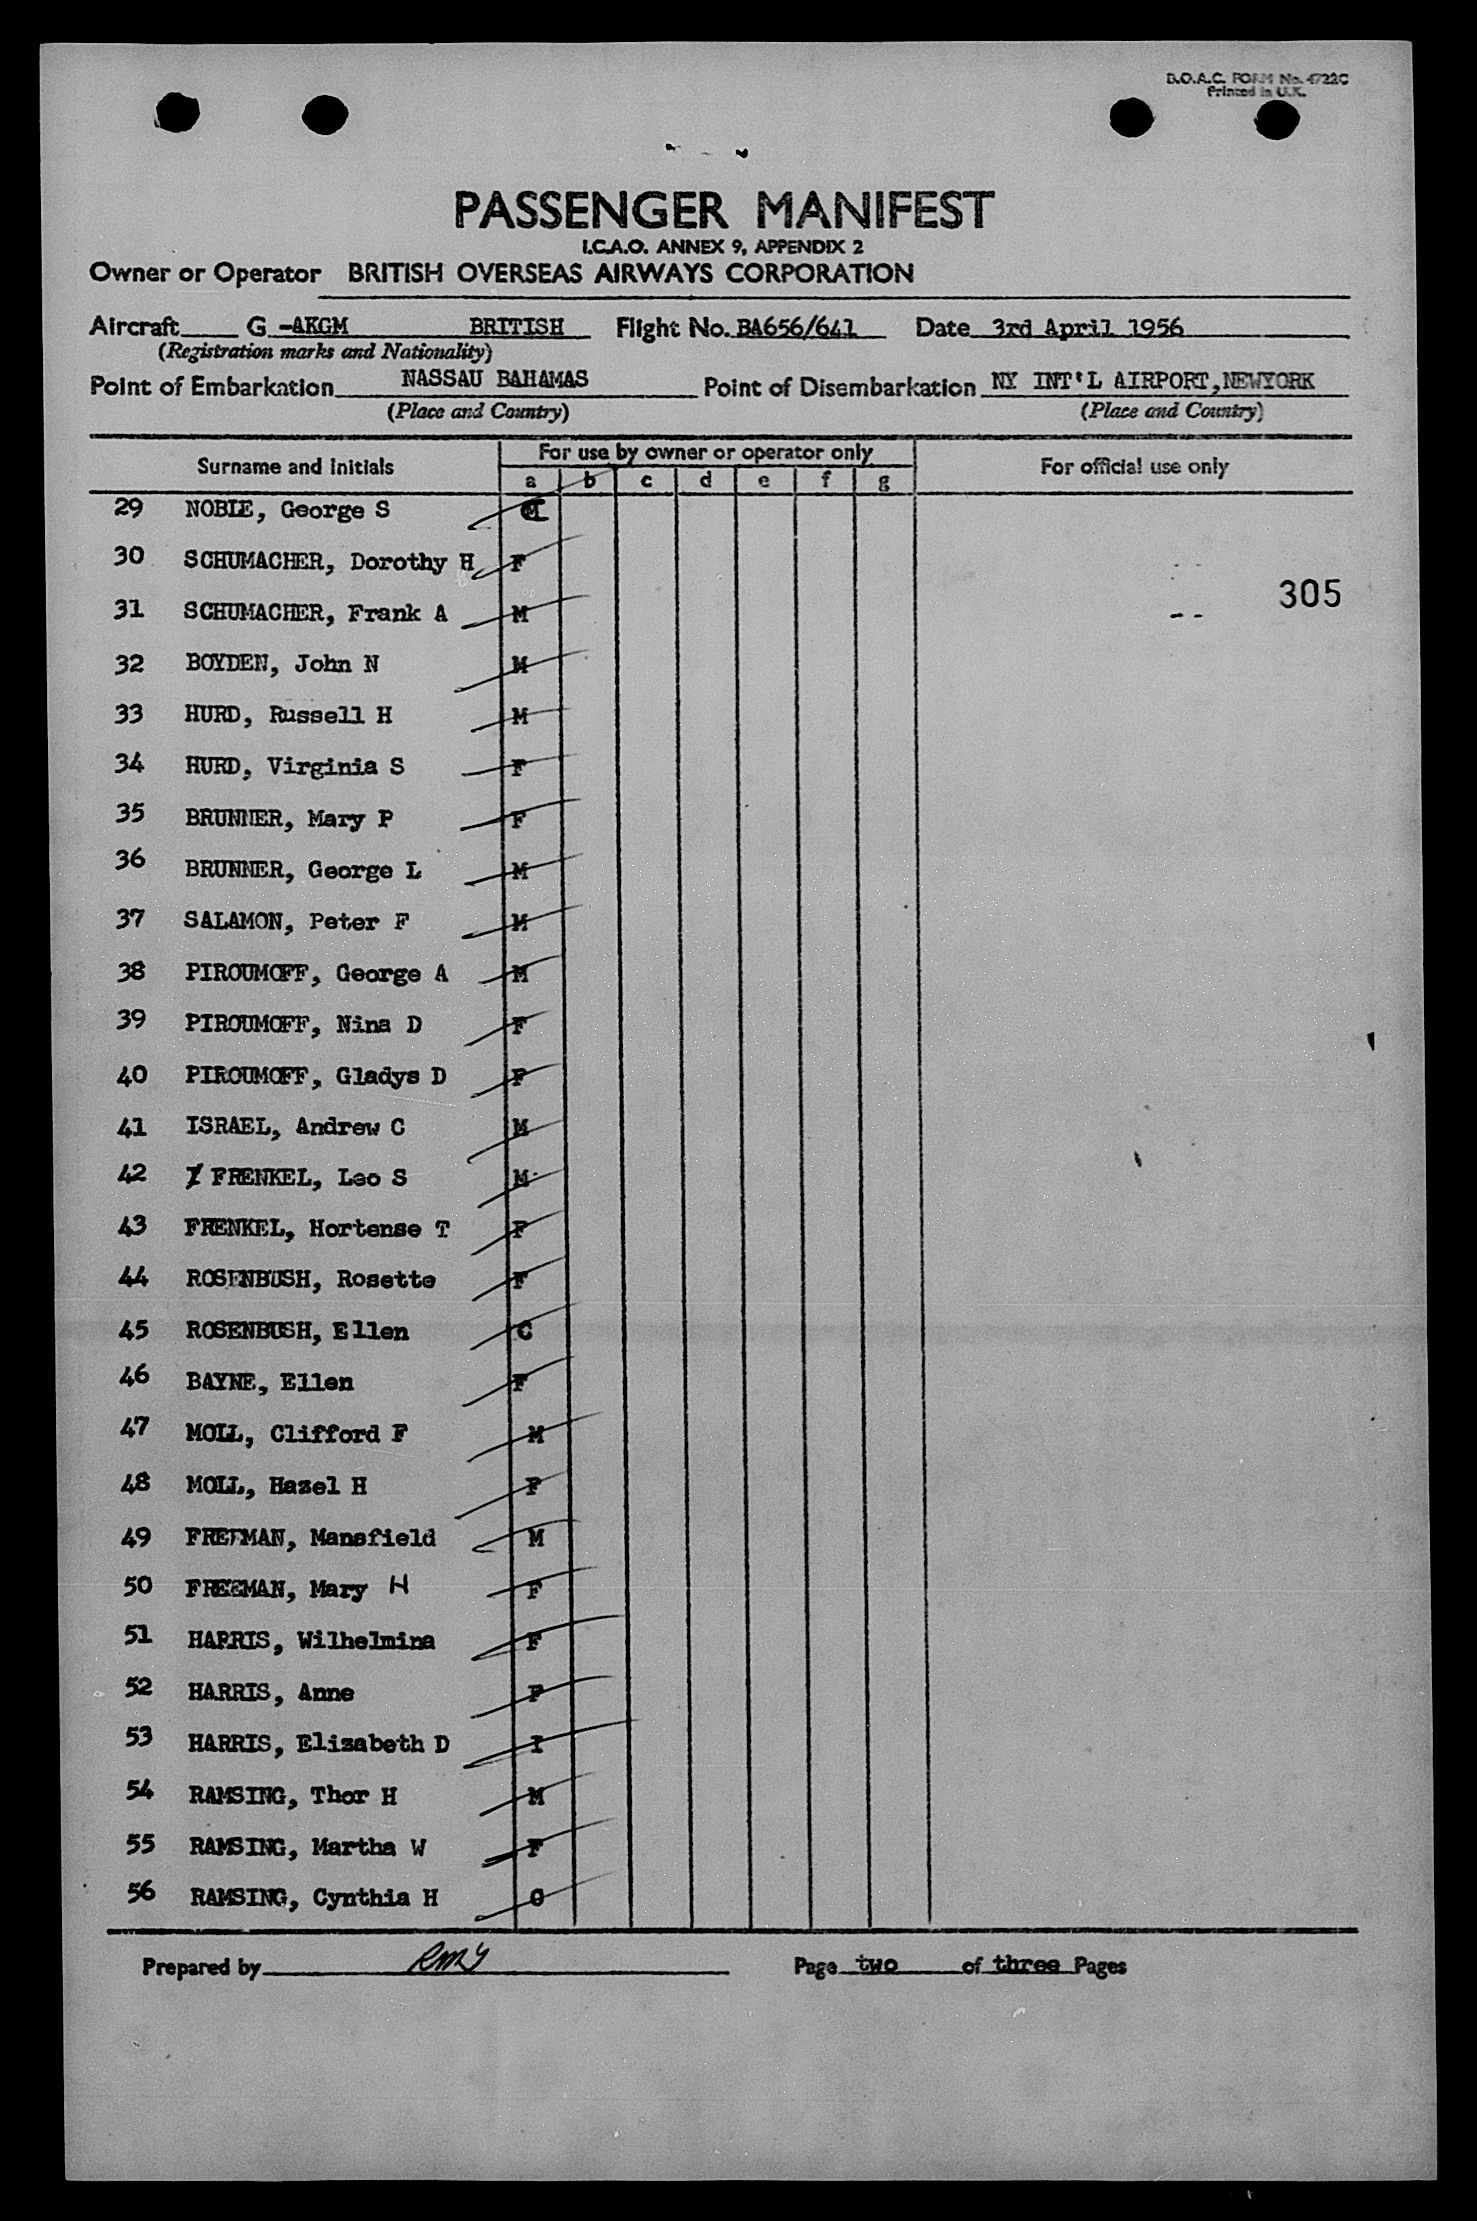 B.O.A.C. FORM No. 4722C
Printed in U.K.
PASSENGER MANIFEST
I.C.A.O. ANNEX 9, APPENDIX 2
Owner or Operator BRITISH OVERSEAS AIRWAYS CORPORATION
Aircraft G -AKGM BRITISH Flight No. BA656/641 Date 3rd April 1956
(Registration marks and Nationality)
Point of Embarkation NASSAU BAHAMAS Point of Disembarkation NY INT'L AIRPORT,NEWYORK
(Place and Country) (Place and Country)
Surname and Initials For use by owner or operator only For official use only
a b c d e f g
29 NOBLE, George S
30 SCHUMACHER, Dorothy H F
305
31 SCHUMACHER, Frank A M
32 BOYDEN, John N M
33 HURD, Russell H M
34 HURD, Virginia S F
35 BRUNNER, Mary P F
36 BRUNNER, George L M
37 SALAMON, Peter F M
38 PIROUMOFF, George A M
39 PIROUMOFF, Nina D F
40 PIROUMOFF, Gladys D F
41 ISRAEL, Andrew C M
42 FRENKEL, Leo S M
43 FRENKEL, Hortense T F
44 ROSENBUSH, Rosette F
45 ROSENBUSH, Ellen C
46 BAYNE, Ellen F
47 MOLL, Clifford F M
48 MOLL, Hazel H F
49 FREEMAN, Mansfield M
50 FREEMAN, Mary H F
51 HARRIS, Wilhelmina F
52 HARRIS, Anne F
53 HARRIS, Elizabeth D I
54 RAMSING, Thor H M
55 RAMSING, Martha W F
56 RAMSING, Cynthia H C
Prepared by RMY Page two of three Pages